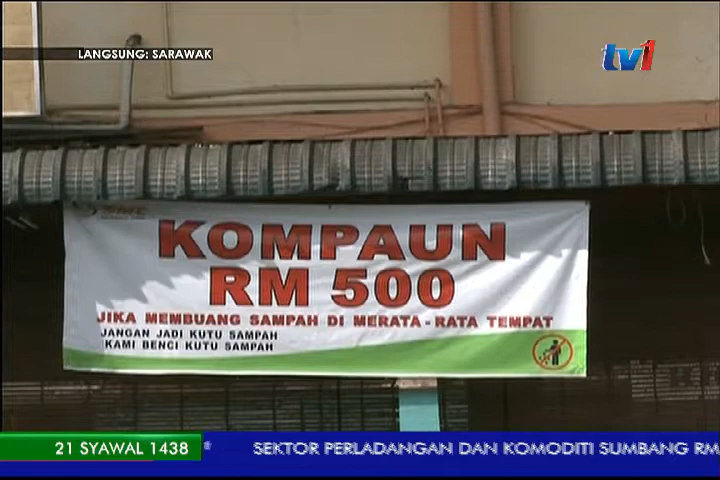 LANGSUNG: SARAWAK
tv1
KOMPAUN
RM 500
JIKA MEMBUANG SAMPAH DI MERATA-RATA TEMPAT
JANGAN JADI KUTU SAMPAH
KAMI BENCI KUTU SAMPAH
21 SYAWAL 1438
SEKTOR PERLADANGAN DAN KOMODITI SUMBANG RM